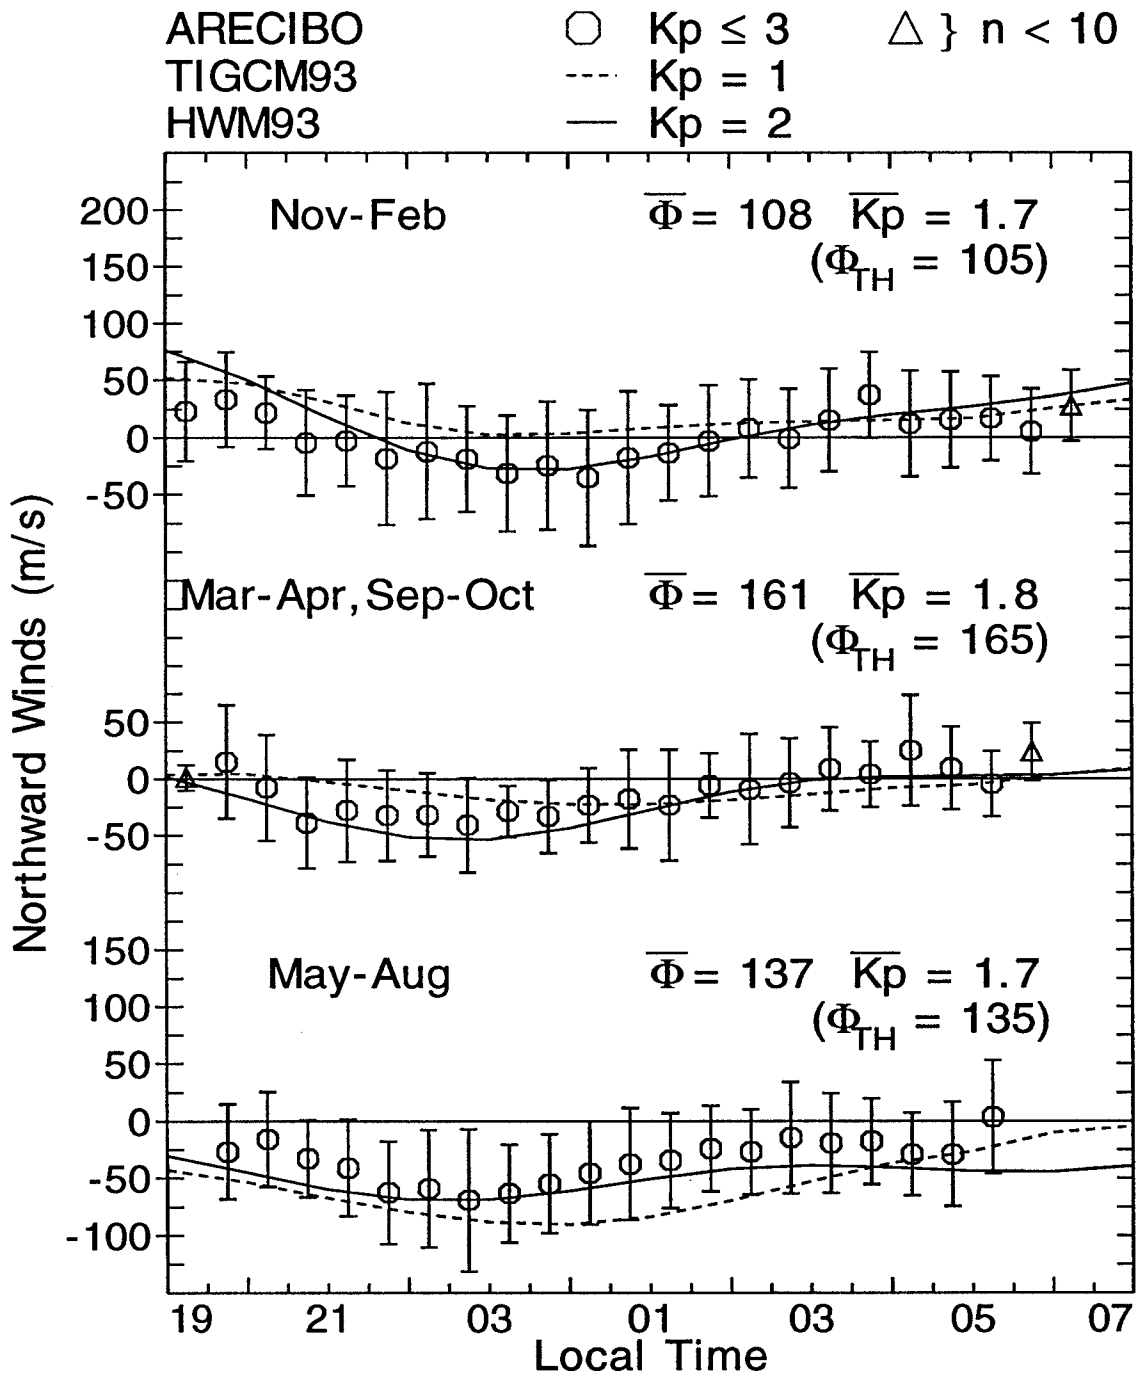 ARECIBO ○ Kp ≤ 3 △ } n < 10
TIGCM93 ---- Kp = 1
HWM93 — Kp = 2
Nov-Feb Φ̅ = 108 K̅p̅ = 1.7
(Φ_TH = 105)
200
150
100
50
0
-50
Mar-Apr, Sep-Oct Φ̅ = 161 K̅p̅ = 1.8
(Φ_TH = 165)
50
0
-50
May-Aug Φ̅ = 137 K̅p̅ = 1.7
(Φ_TH = 135)
150
100
50
0
-50
-100
Northward Winds (m/s)
19 21 03 01 03 05 07
Local Time